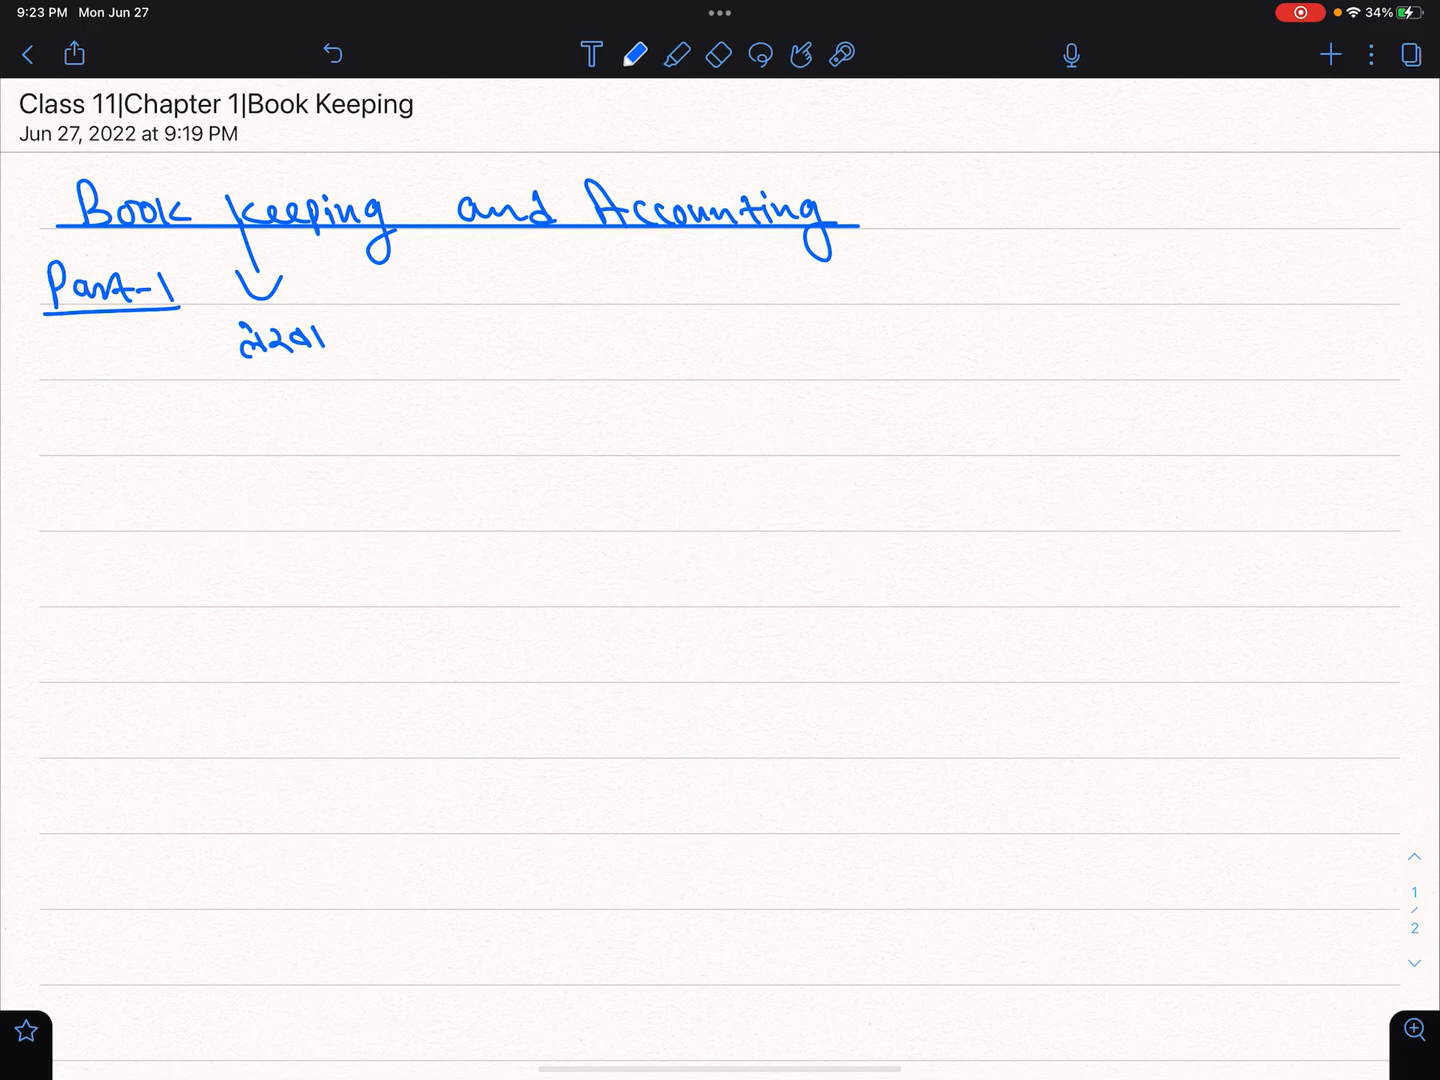 9:23 PM Mon Jun 27
34%
Class 11|Chapter 1|Book Keeping
Jun 27, 2022 at 9:19 PM
Book keeping and Accounting
Part-1
1
/
2